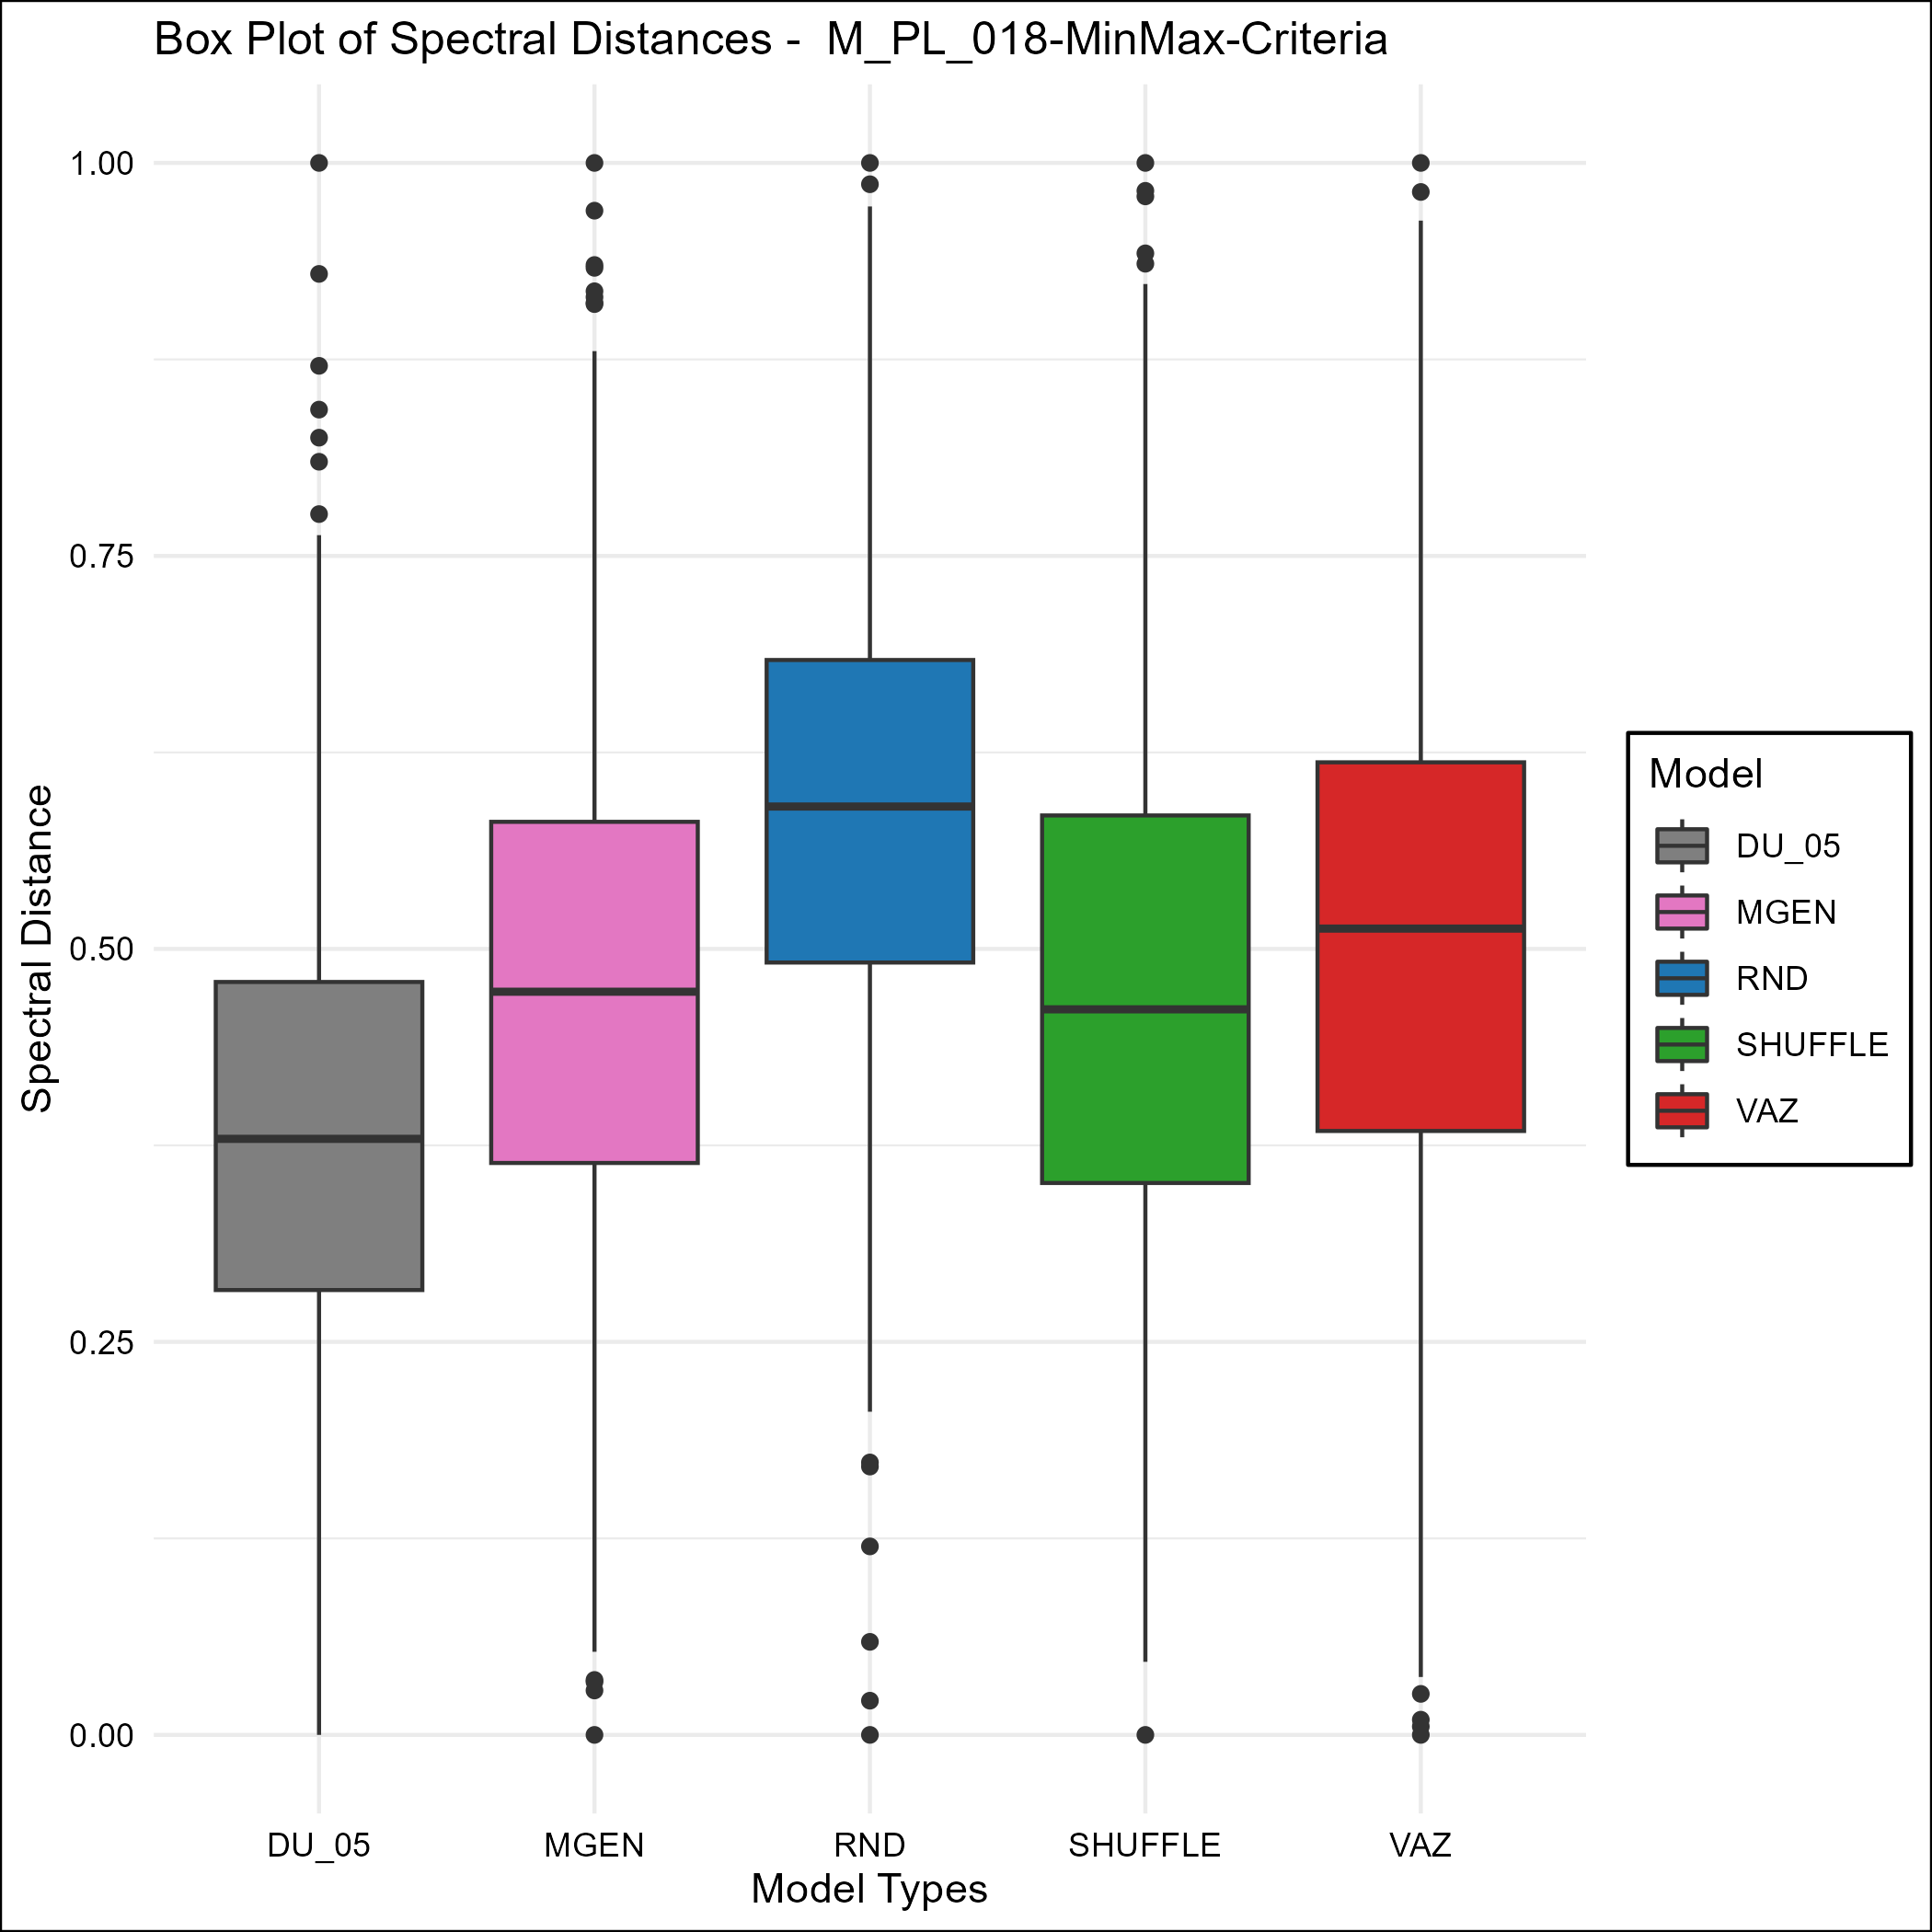 Box Plot of Spectral Distances -  M_PL_018-MinMax-Criteria
1.00
0.75
0.50
0.25
0.00
Spectral Distance
DU_05
MGEN
RND
SHUFFLE
VAZ
Model Types
Model
DU_05
MGEN
RND
SHUFFLE
VAZ